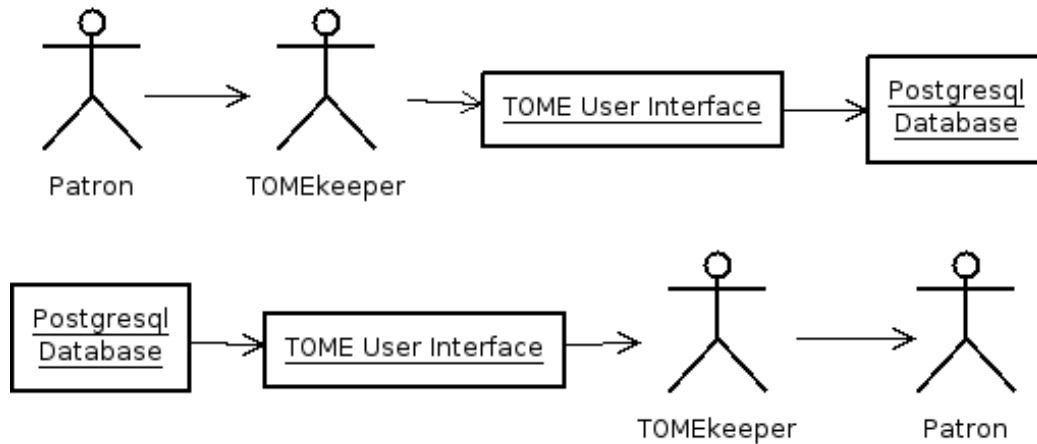 TOME User Interface
Postgresql
Database
Patron
TOMEkeeper
Postgresql
Database
TOME User Interface
TOMEkeeper
Patron